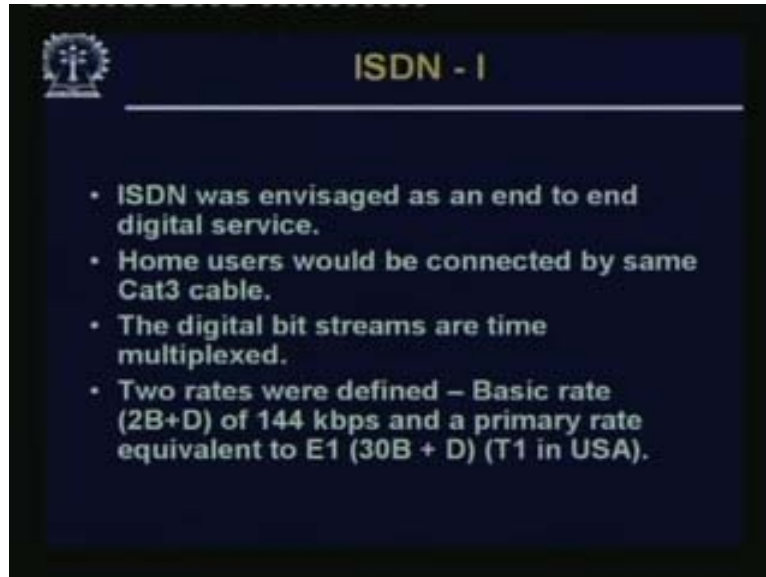 ISDN - I
• ISDN was envisaged as an end to end
digital service.
• Home users would be connected by same
Cat3 cable.
• The digital bit streams are time
multiplexed.
• Two rates were defined – Basic rate
(2B+D) of 144 kbps and a primary rate
equivalent to E1 (30B + D) (T1 in USA).